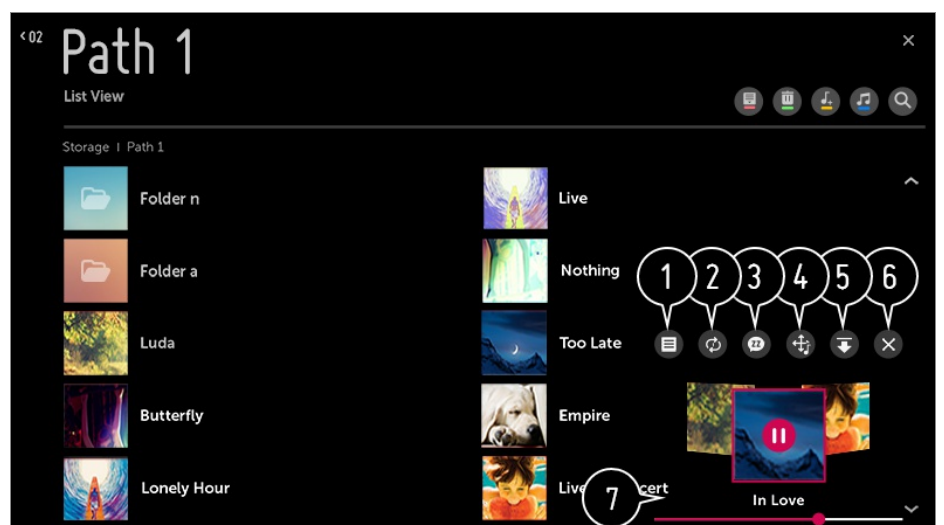 02
Path 1
List View
Storage | Path 1
Folder n
Folder a
Luda
Butterfly
Lonely Hour
Live
Nothing
Too Late
Empire
Live cert
1 2 3 4 5 6
zz
In Love
7